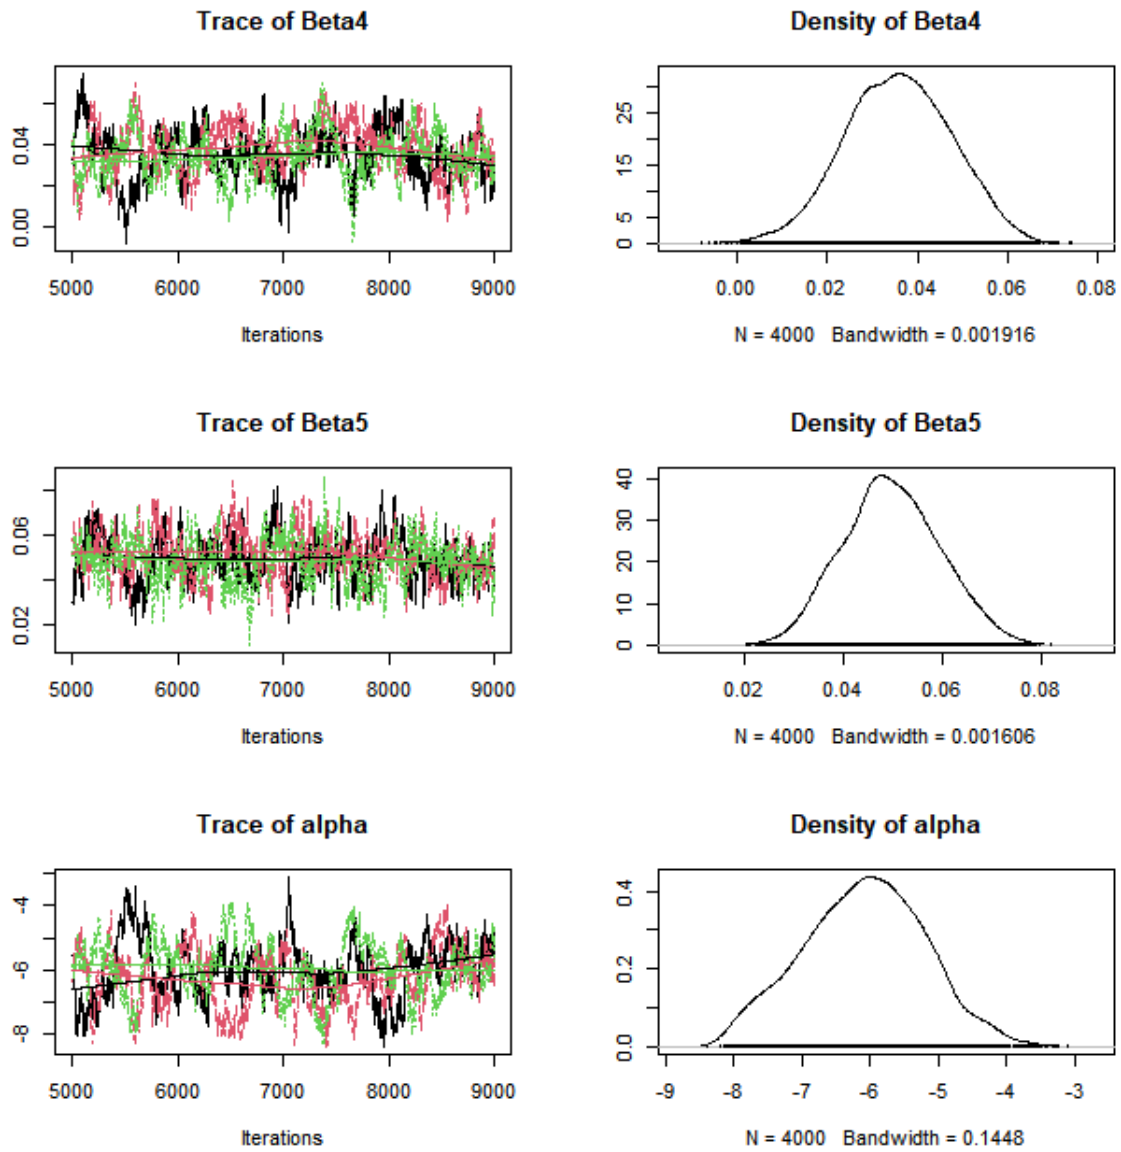 Trace of Beta4
0.00 0.04
5000 6000 7000 8000 9000
Iterations
Density of Beta4
0 5 15 25
0.00 0.02 0.04 0.06 0.08
N = 4000 Bandwidth = 0.001916
Trace of Beta5
0.02 0.06
5000 6000 7000 8000 9000
Iterations
Density of Beta5
0 10 20 30 40
0.02 0.04 0.06 0.08
N = 4000 Bandwidth = 0.001606
Trace of alpha
-8 -6 -4
5000 6000 7000 8000 9000
Iterations
Density of alpha
0.0 0.2 0.4
-9 -8 -7 -6 -5 -4 -3
N = 4000 Bandwidth = 0.1448